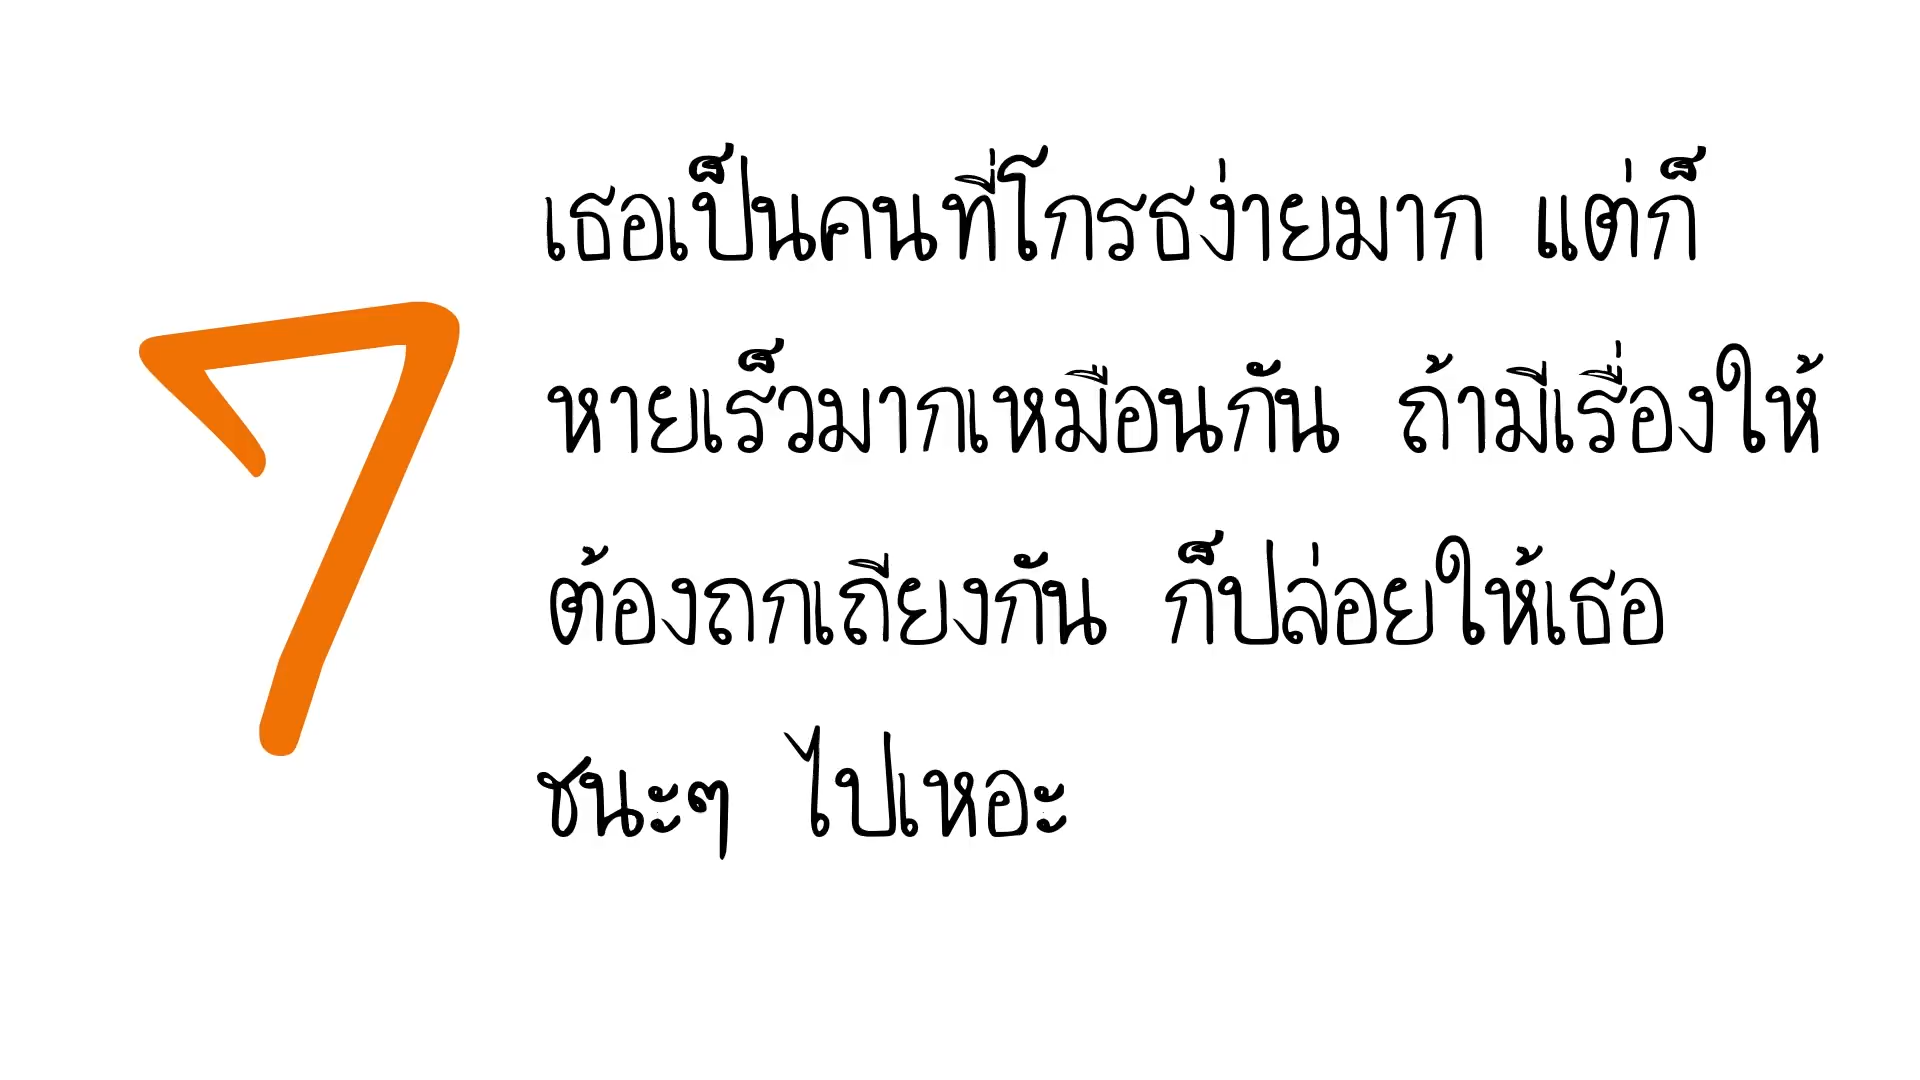 7
เธอเป็นคนที่โกรธง่ายมาก แต่ก็
หายเร็วมากเหมือนกัน ถ้ามีเรื่องให้
ต้องถกเถียงกัน ก็ปล่อยให้เธอ
ชนะๆ ไปเหอะ